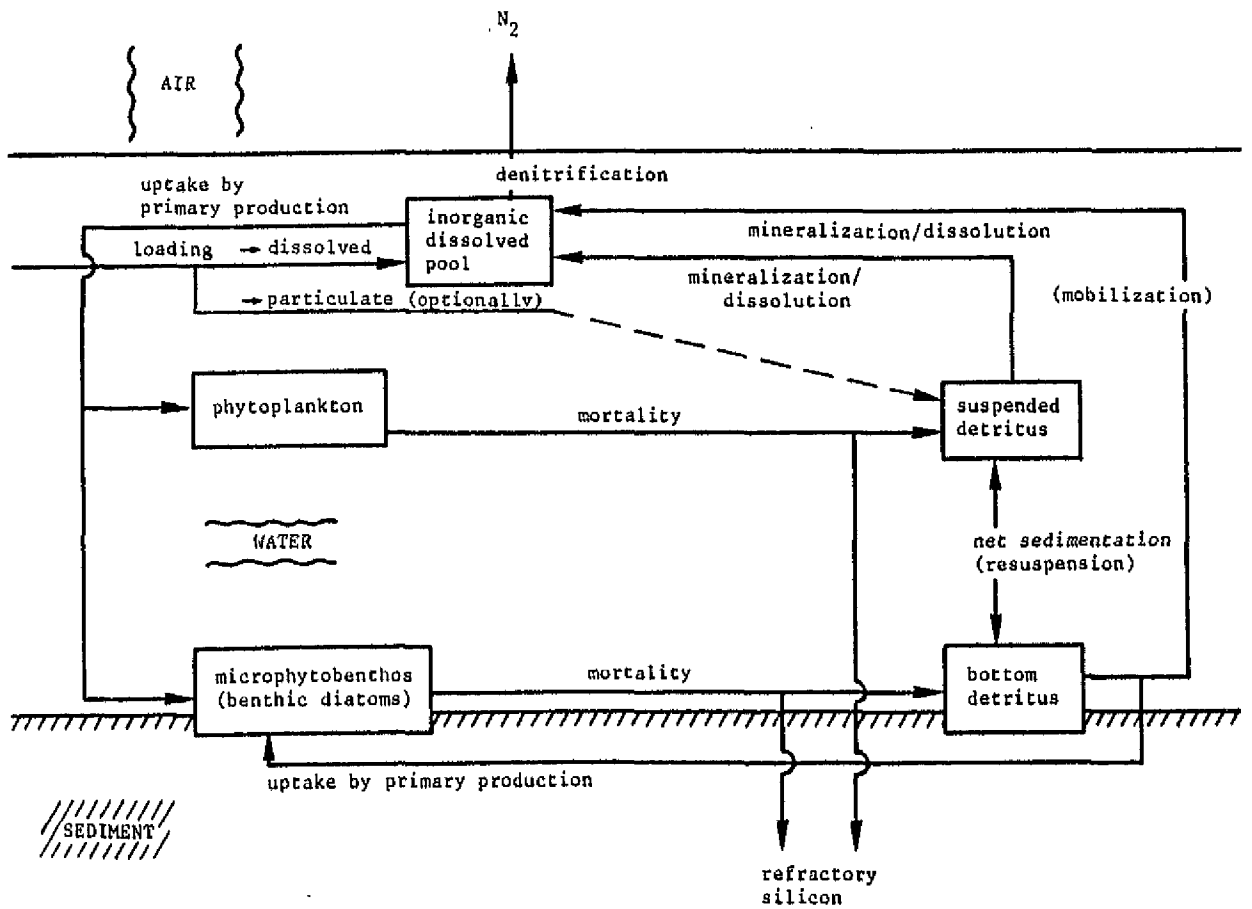 N2
AIR
denitrification
uptake by
primary production
inorganic
dissolved
pool
loading → dissolved
mineralization/dissolution
mineralization/
dissolution
(mobilization)
→ particulate (optionally)
phytoplankton
mortality
suspended
detritus
WATER
net sedimentation
(resuspension)
microphytobenthos
(benthic diatoms)
mortality
bottom
detritus
uptake by primary production
SEDIMENT
refractory
silicon